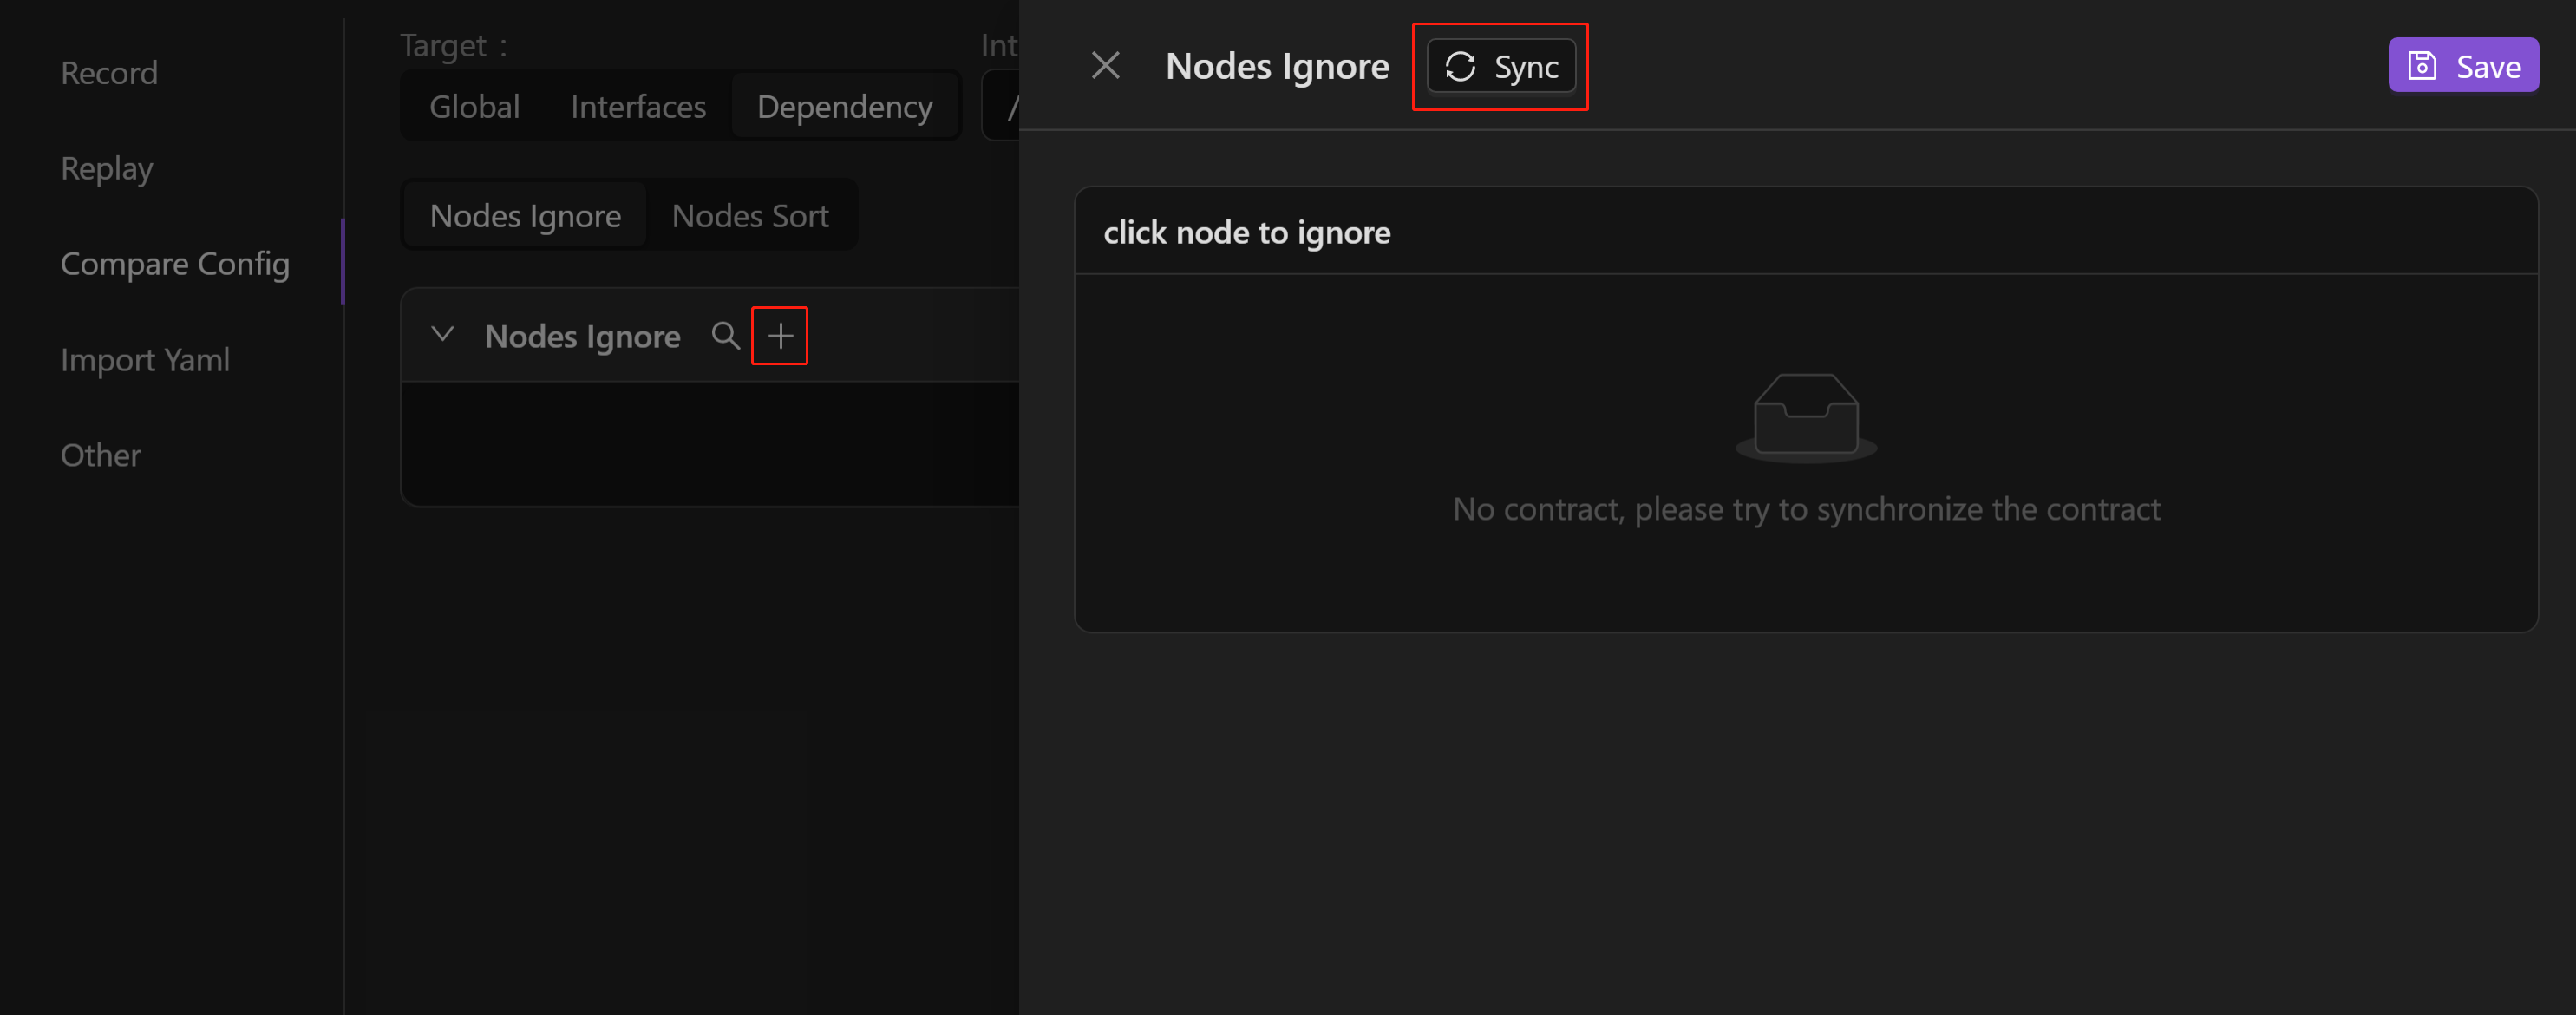 Record
Replay
Compare Config
Import Yaml
Other
Target :
Global Interfaces Dependency
Int
/
Nodes Ignore Nodes Sort
Nodes Ignore
Nodes Ignore Sync Save
click node to ignore
No contract, please try to synchronize the contract